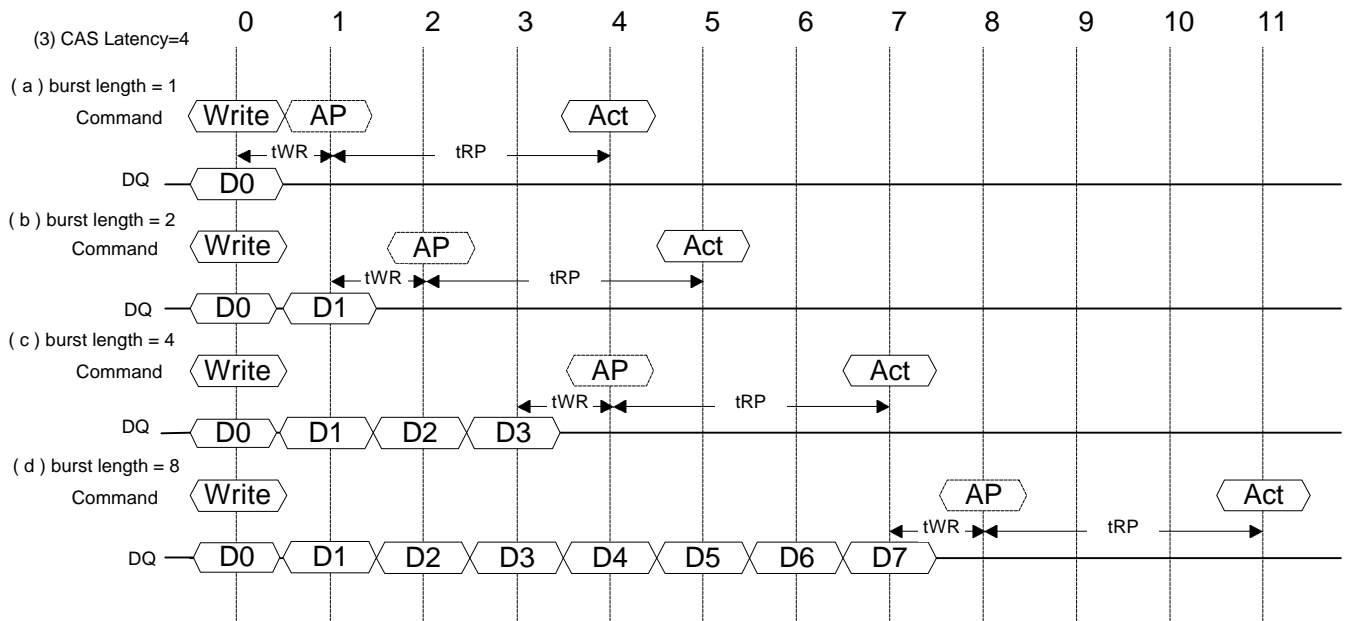 0 1 2 3 4 5 6 7 8 9 10 11
(3) CAS Latency=4
( a ) burst length = 1
Command Write AP Act
tWR tRP
DQ D0
( b ) burst length = 2
Command Write AP Act
tWR tRP
DQ D0 D1
( c ) burst length = 4
Command Write AP Act
tWR tRP
DQ D0 D1 D2 D3
( d ) burst length = 8
Command Write AP Act
tWR tRP
DQ D0 D1 D2 D3 D4 D5 D6 D7